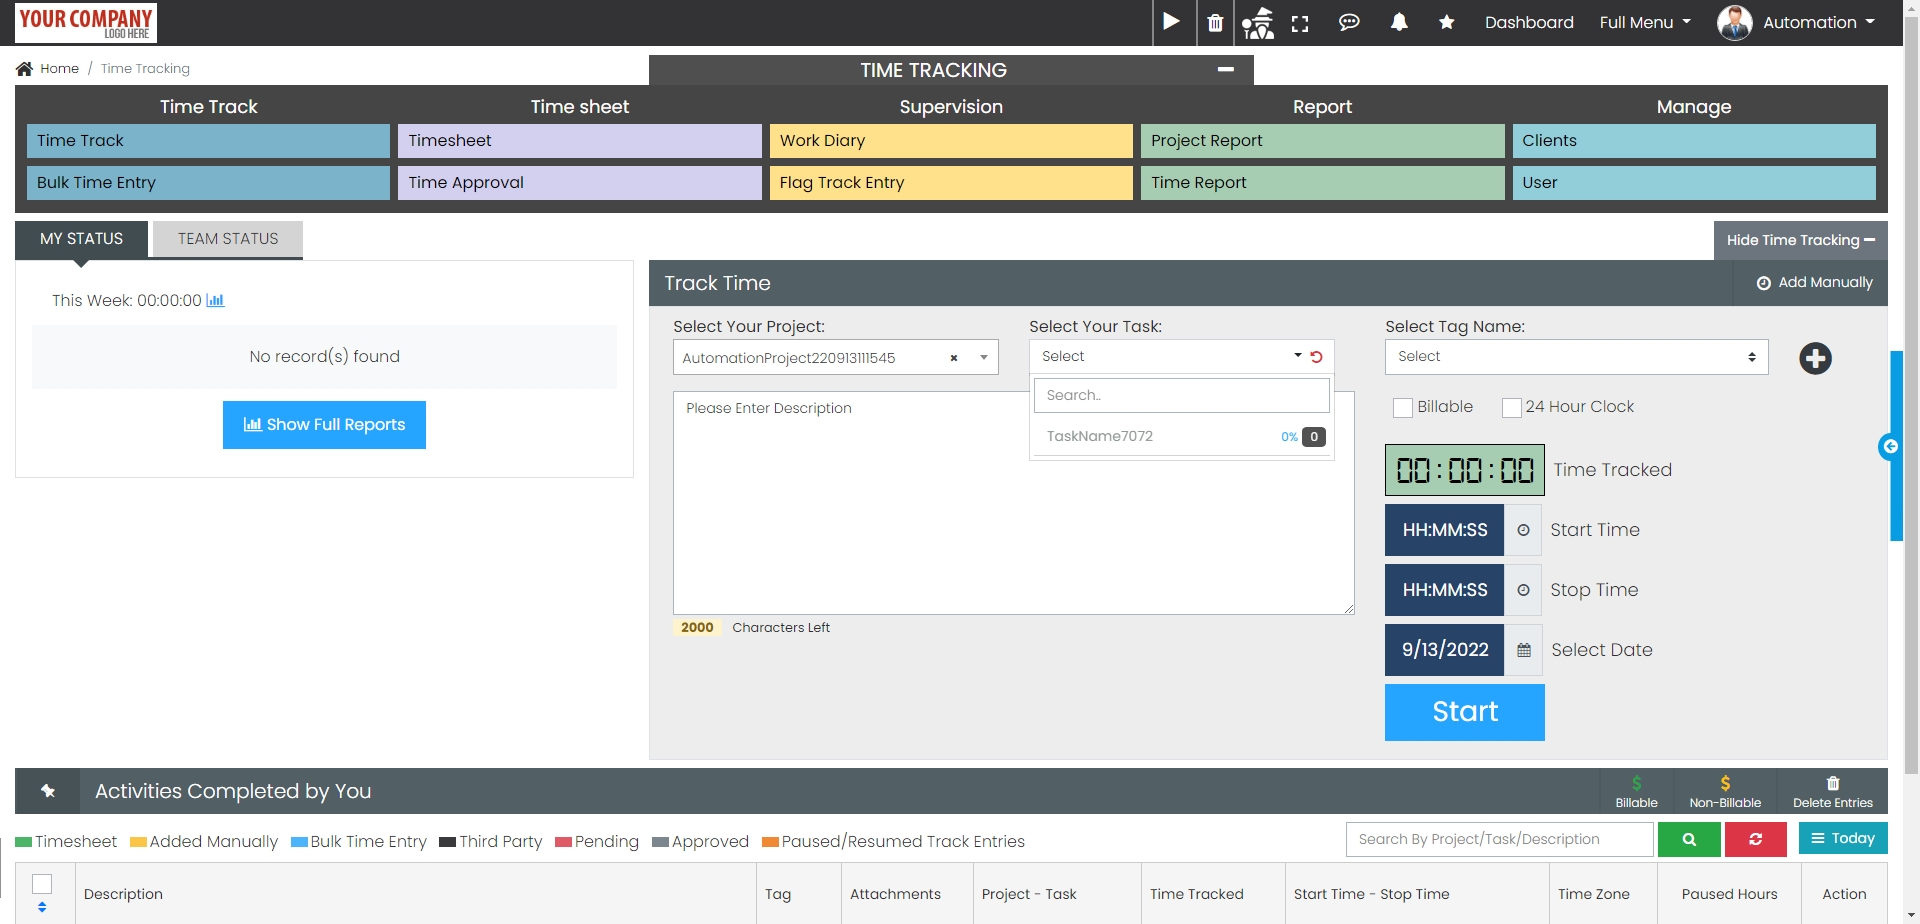 YOUR COMPANY
LOGO HERE
Dashboard
Full Menu
Automation
Home / Time Tracking
TIME TRACKING
Time Track
Time sheet
Supervision
Report
Manage
Time Track
Timesheet
Work Diary
Project Report
Clients
Bulk Time Entry
Time Approval
Flag Track Entry
Time Report
User
MY STATUS
TEAM STATUS
Hide Time Tracking
This Week: 00:00:00
No record(s) found
Show Full Reports
Track Time
Add Manually
Select Your Project:
Select Your Task:
Select Tag Name:
AutomationProject220913111545
Select
Select
Search..
TaskName7072
0%
0
Please Enter Description
Billable
24 Hour Clock
00:00:00
Time Tracked
HH:MM:SS
Start Time
HH:MM:SS
Stop Time
9/13/2022
Select Date
2000 Characters Left
Start
Activities Completed by You
$
Billable
$
Non-Billable
Delete Entries
Timesheet
Added Manually
Bulk Time Entry
Third Party
Pending
Approved
Paused/Resumed Track Entries
Search By Project/Task/Description
Today
Description
Tag
Attachments
Project - Task
Time Tracked
Start Time - Stop Time
Time Zone
Paused Hours
Action